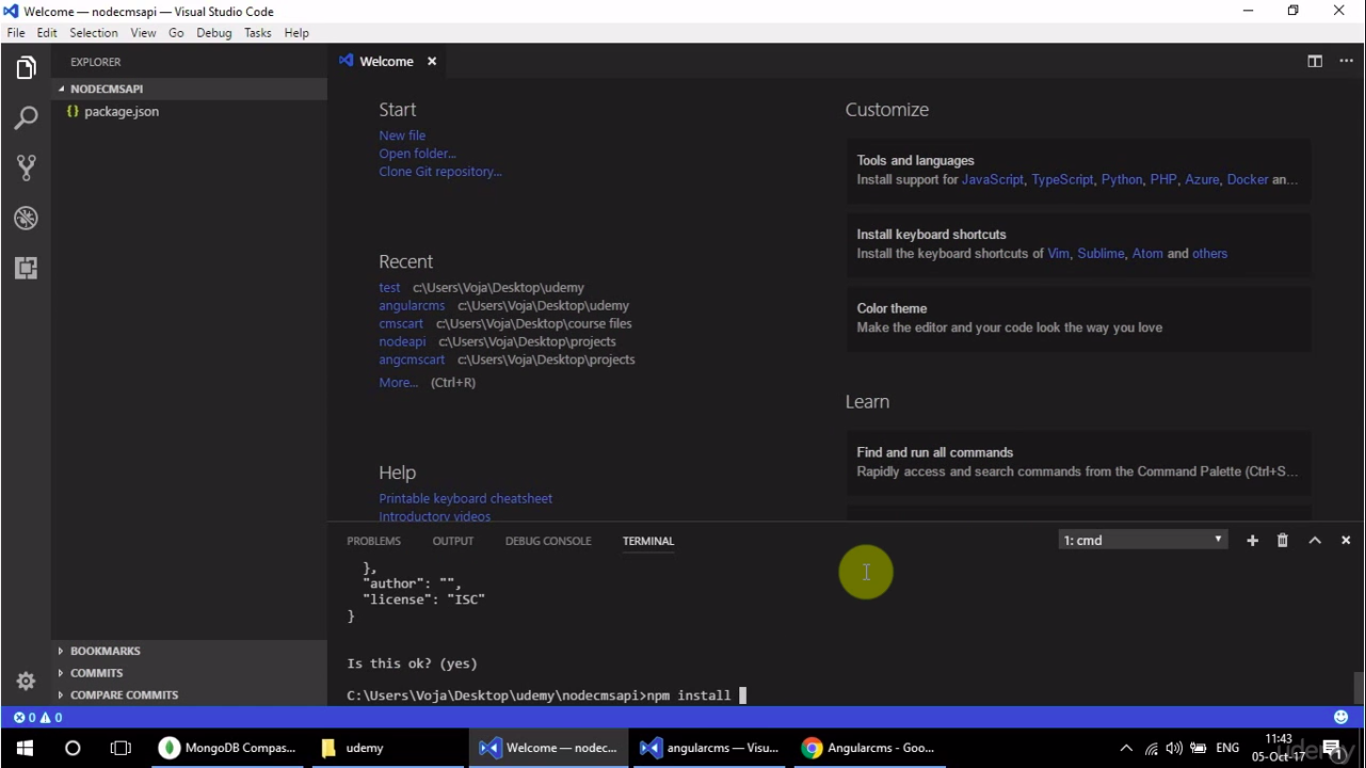 Welcome — nodecmsapi — Visual Studio Code
File Edit Selection View Go Debug Tasks Help
EXPLORER
NODECMSAPI
{} package.json
BOOKMARKS
COMMITS
COMPARE COMMITS
Welcome
Start
New file
Open folder...
Clone Git repository...
Recent
test c:\Users\Voja\Desktop\udemy
angularcms c:\Users\Voja\Desktop\udemy
cmscart c:\Users\Voja\Desktop\course files
nodeapi c:\Users\Voja\Desktop\projects
angcmscart c:\Users\Voja\Desktop\projects
More... (Ctrl+R)
Help
Printable keyboard cheatsheet
Introductory videos
Customize
Tools and languages
Install support for JavaScript, TypeScript, Python, PHP, Azure, Docker an...
Install keyboard shortcuts
Install the keyboard shortcuts of Vim, Sublime, Atom and others
Color theme
Make the editor and your code look the way you love
Learn
Find and run all commands
Rapidly access and search commands from the Command Palette (Ctrl+S...
PROBLEMS OUTPUT DEBUG CONSOLE TERMINAL
1: cmd
},
"author": "",
"license": "ISC"
}
Is this ok? (yes)
C:\Users\Voja\Desktop\udemy\nodecmsapi>npm install
0 0
MongoDB Compas...
udemy
Welcome — nodec...
angularcms — Visu...
Angularcms - Goo...
ENG
11:43
05-Oct-17
1
udemy